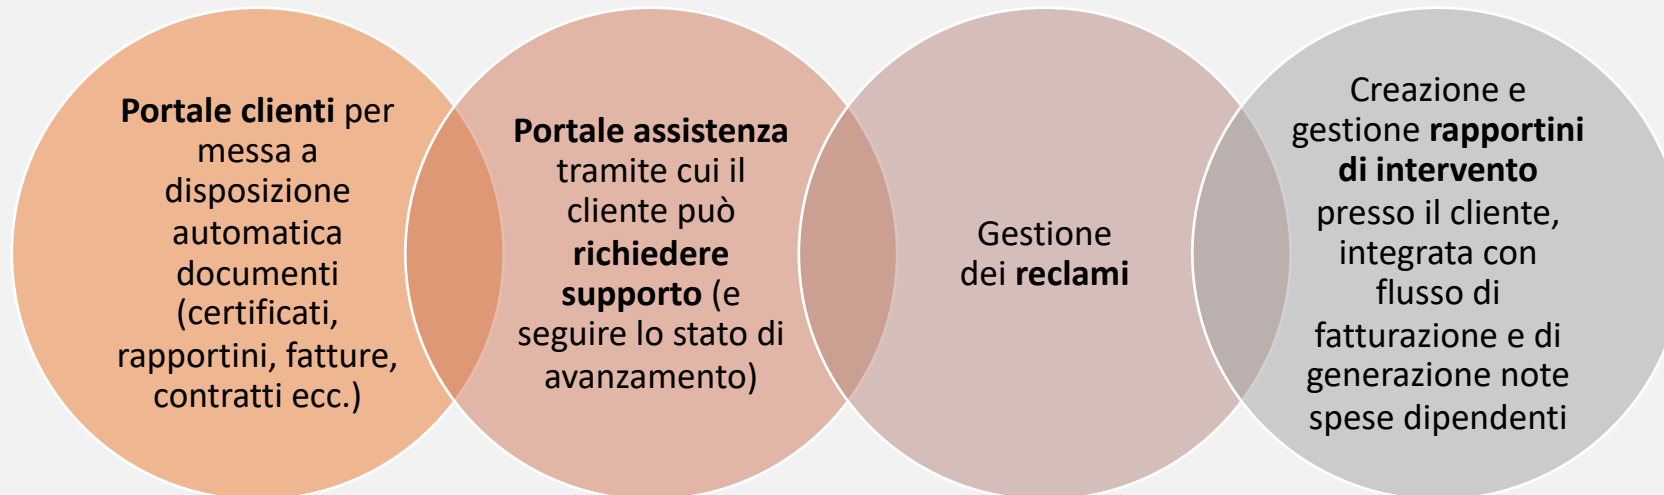 Portale clienti per
messa a
disposizione
automatica
documenti
(certificati,
rapportini, fatture,
contratti ecc.)
Portale assistenza
tramite cui il
cliente può
richiedere
supporto (e
seguire lo stato di
avanzamento)
Gestione
dei reclami
Creazione e
gestione rapportini
di intervento
presso il cliente,
integrata con
flusso di
fatturazione e di
generazione note
spese dipendenti